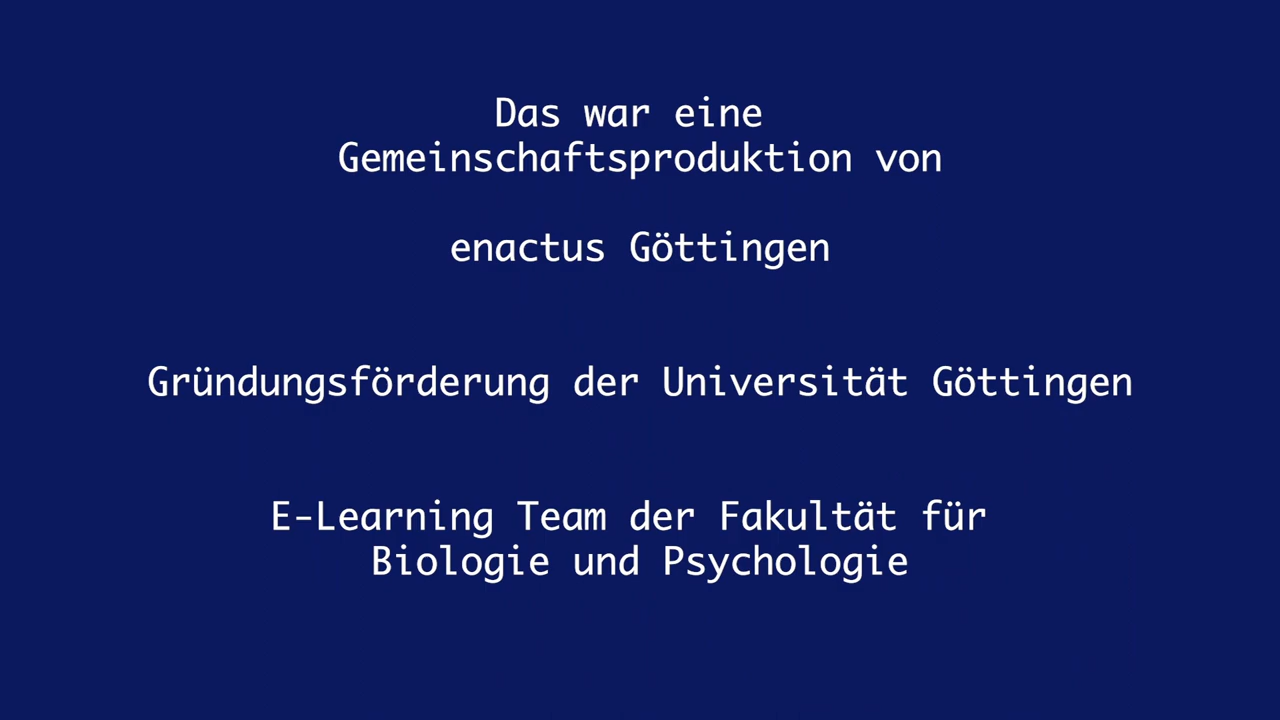 Das war eine
Gemeinschaftsproduktion von
enactus Göttingen
Gründungsförderung der Universität Göttingen
E-Learning Team der Fakultät für
Biologie und Psychologie